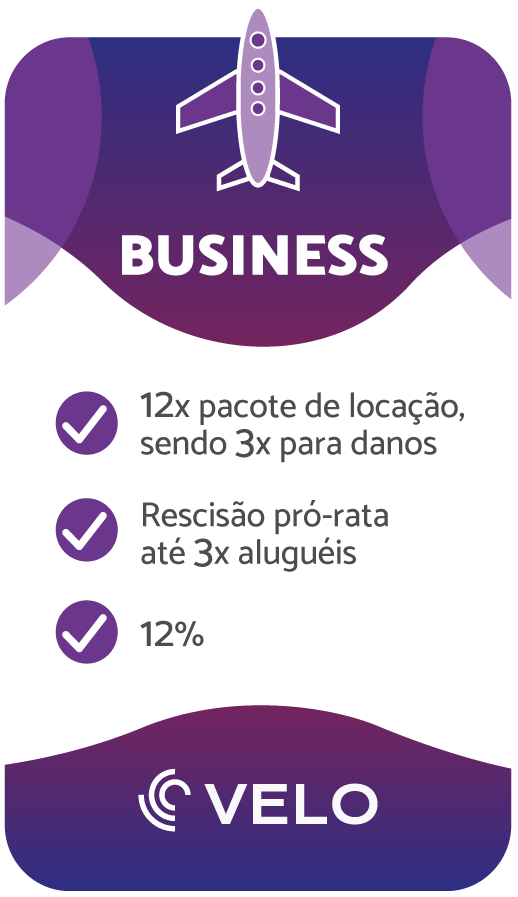 BUSINESS
12x pacote de locação,
sendo 3x para danos
Rescisão pró-rata
até 3x aluguéis
12%
VELO